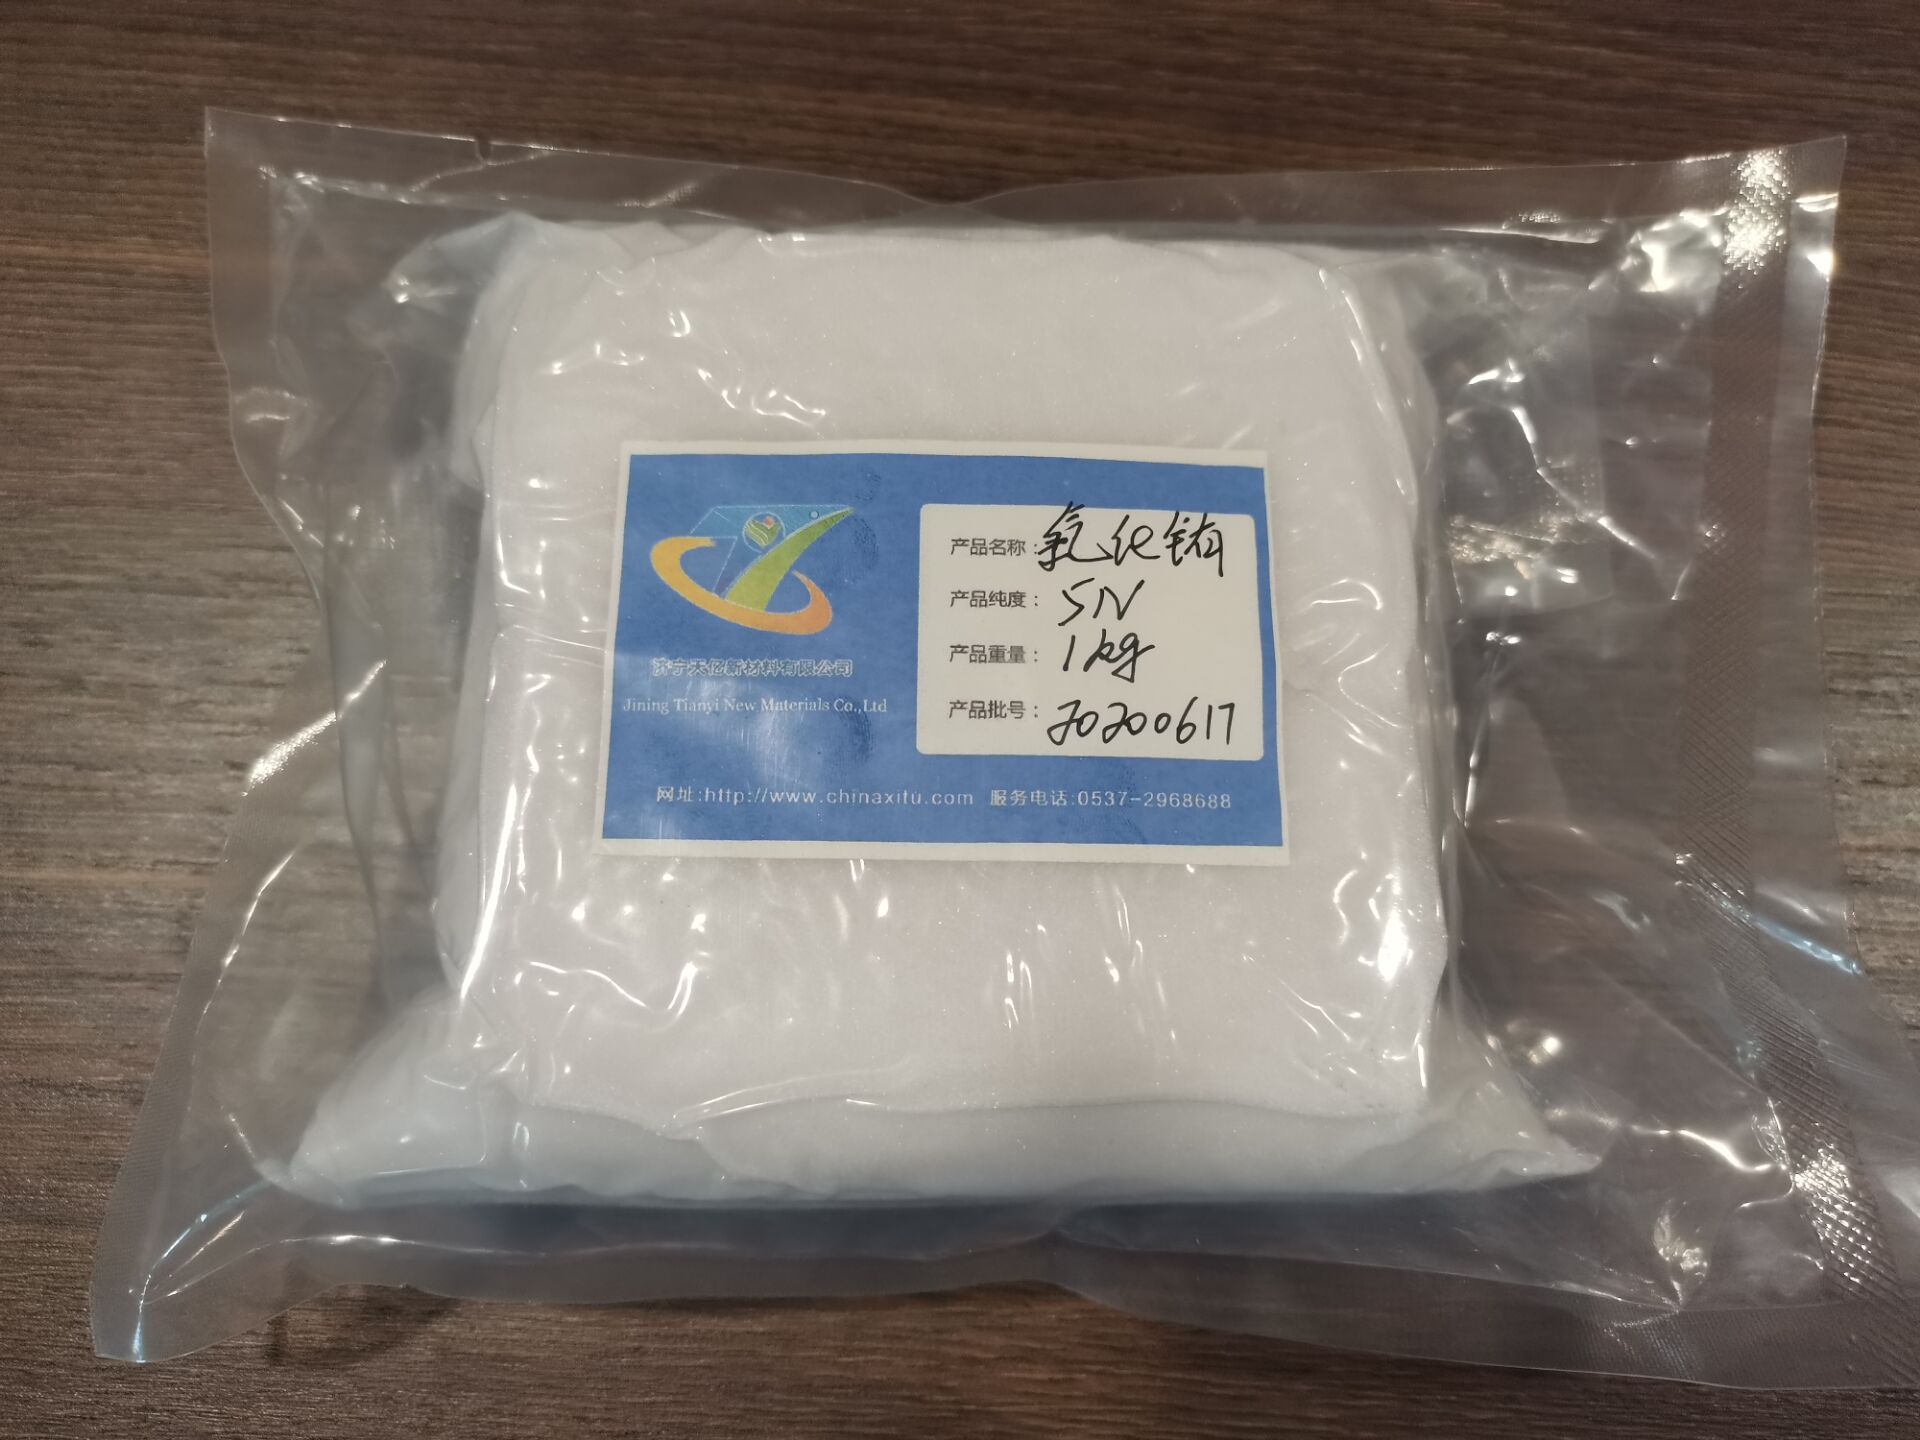 济宁天亿新材料有限公司
Jining Tianyi New Materials Co.,Ltd
产品名称：氧化铕
产品纯度：5N
产品重量：1kg
产品批号：20200617
网址:http://www.chinaxitu.com 服务电话:0537-2968688